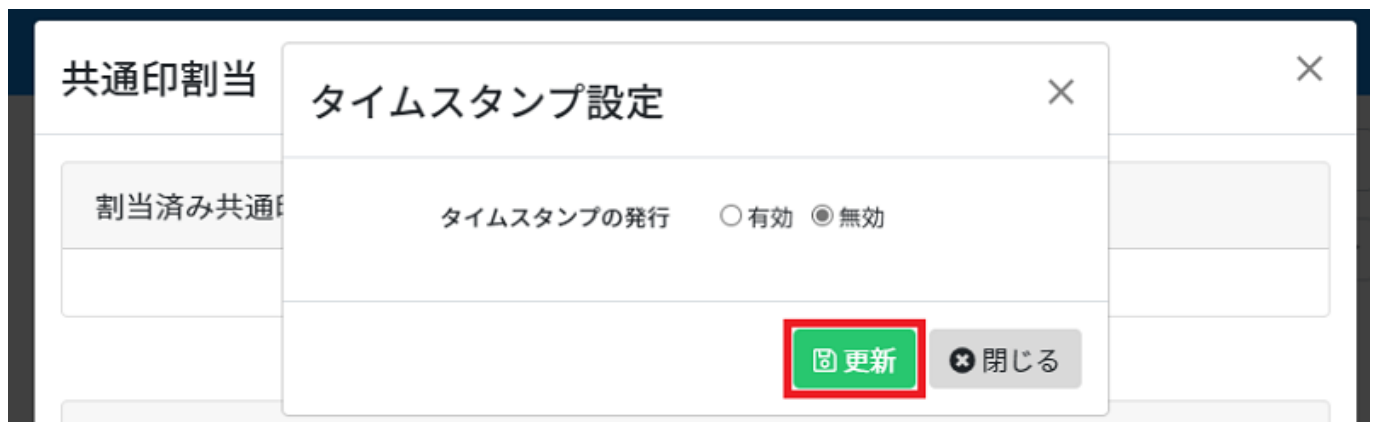 共通印割当
タイムスタンプ設定
割当済み共通
タイムスタンプの発行 有効 無効
更新 閉じる